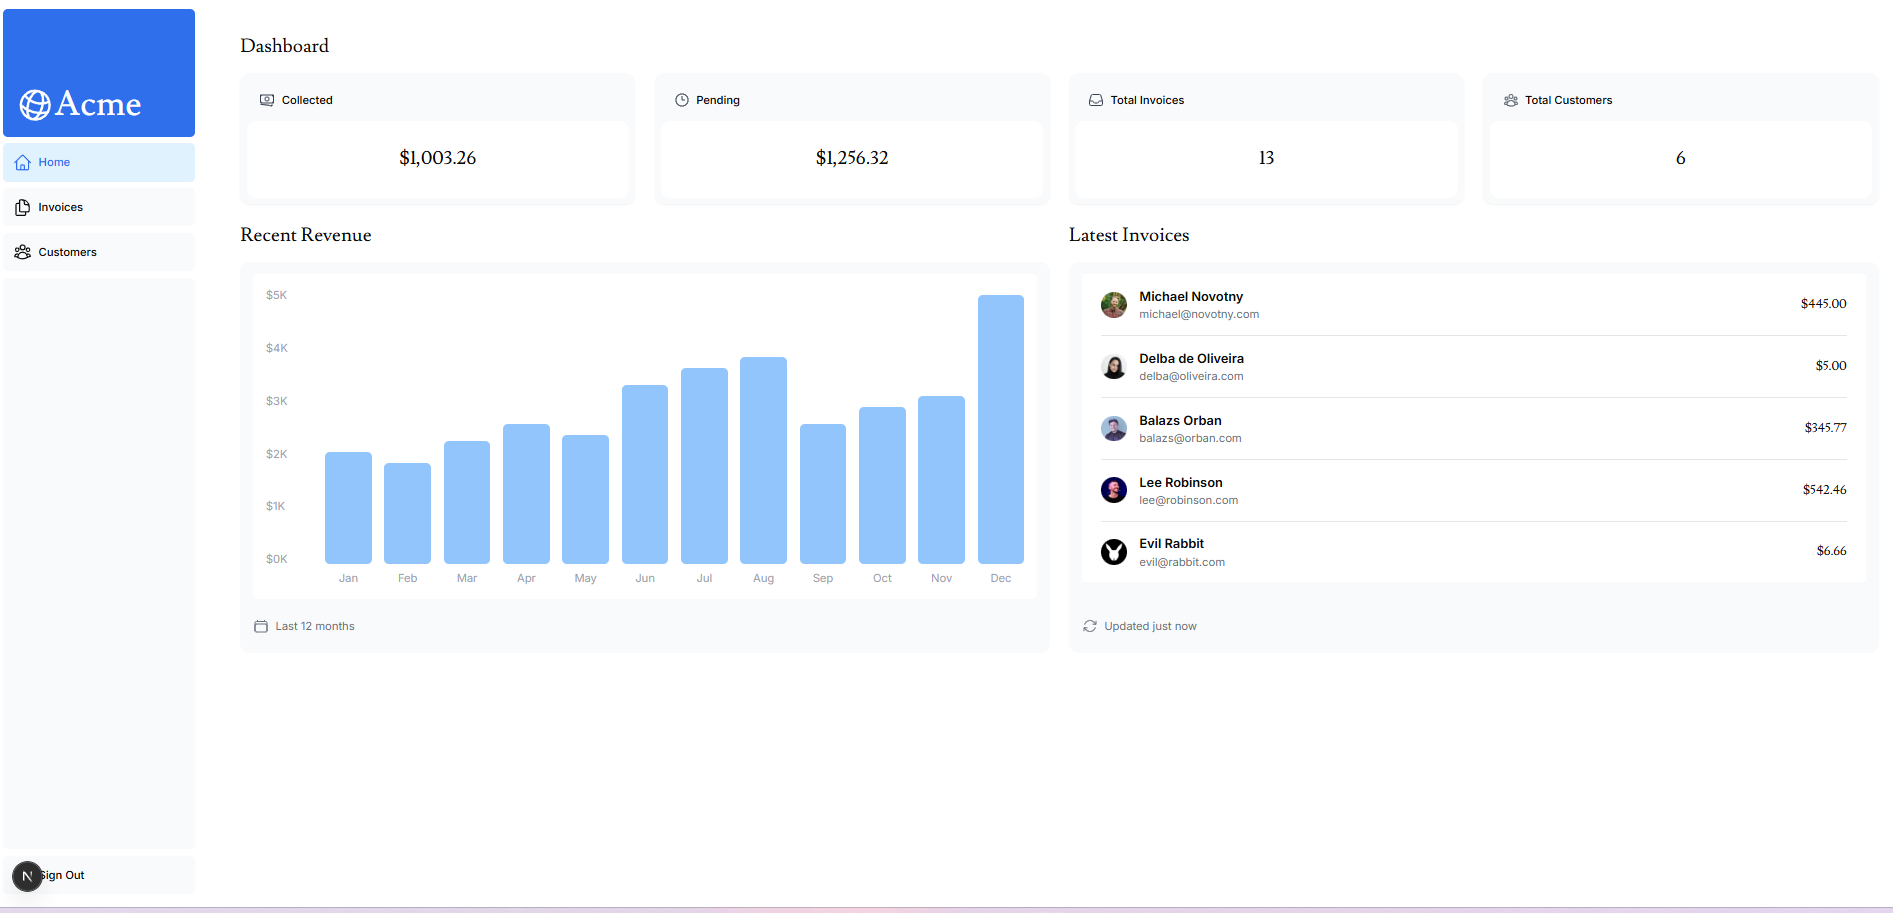 Acme
Home
Invoices
Customers
Sign Out
Dashboard
Collected
$1,003.26
Pending
$1,256.32
Total Invoices
13
Total Customers
6
Recent Revenue
$5K
$4K
$3K
$2K
$1K
$0K
Jan Feb Mar Apr May Jun Jul Aug Sep Oct Nov Dec
Last 12 months
Latest Invoices
Michael Novotny
michael@novotny.com
$445.00
Delba de Oliveira
delba@oliveira.com
$5.00
Balazs Orban
balazs@orban.com
$345.77
Lee Robinson
lee@robinson.com
$542.46
Evil Rabbit
evil@rabbit.com
$6.66
Updated just now
N